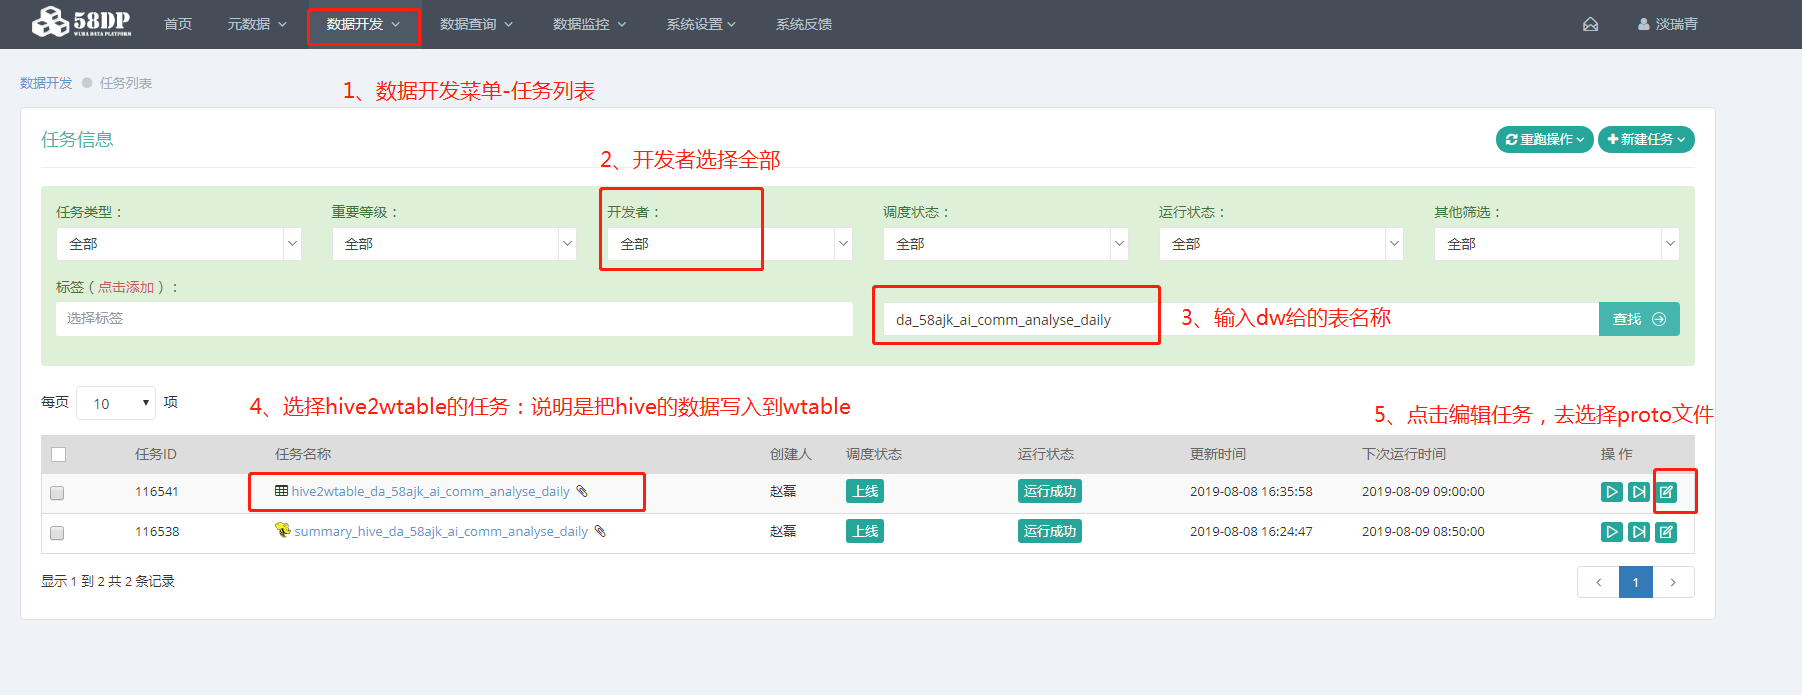 58DP
WUBA DATA PLATFORM
首页
元数据
数据开发
数据查询
数据监控
系统设置
系统反馈
淡瑞青
数据开发 任务列表
1、数据开发菜单-任务列表
任务信息
重跑操作
新建任务
2、开发者选择全部
任务类型：
重要等级：
开发者：
调度状态：
运行状态：
其他筛选：
全部
全部
全部
全部
全部
全部
标签（点击添加）：
选择标签
da_58ajk_ai_comm_analyse_daily
3、输入dw给的表名称
查找
每页 10 项
4、选择hive2wtable的任务：说明是把hive的数据写入到wtable
5、点击编辑任务，去选择proto文件
任务ID 任务名称 创建人 调度状态 运行状态 更新时间 下次运行时间 操 作
116541 hive2wtable_da_58ajk_ai_comm_analyse_daily 赵磊 上线 运行成功 2019-08-08 16:35:58 2019-08-09 09:00:00
116538 summary_hive_da_58ajk_ai_comm_analyse_daily 赵磊 上线 运行成功 2019-08-08 16:24:47 2019-08-09 08:50:00
显示 1 到 2 共 2 条记录
1